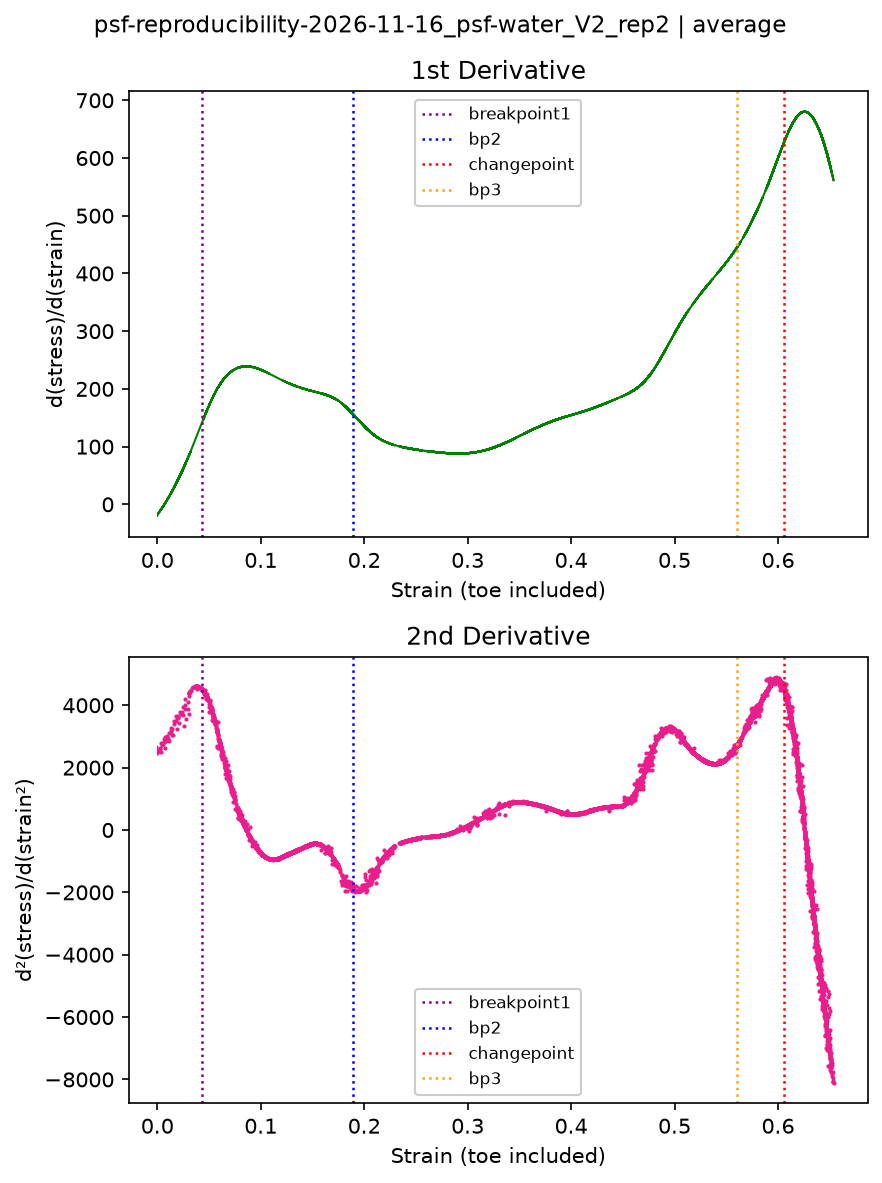 psf-reproducibility-2026-11-16_psf-water_V2_rep2 | average
1st Derivative
700
600
500
400
300
200
100
0
d(stress)/d(strain)
breakpoint1
bp2
changepoint
bp3
0.0 0.1 0.2 0.3 0.4 0.5 0.6
Strain (toe included)
2nd Derivative
4000
2000
0
−2000
−4000
−6000
−8000
d²(stress)/d(strain²)
breakpoint1
bp2
changepoint
bp3
0.0 0.1 0.2 0.3 0.4 0.5 0.6
Strain (toe included)